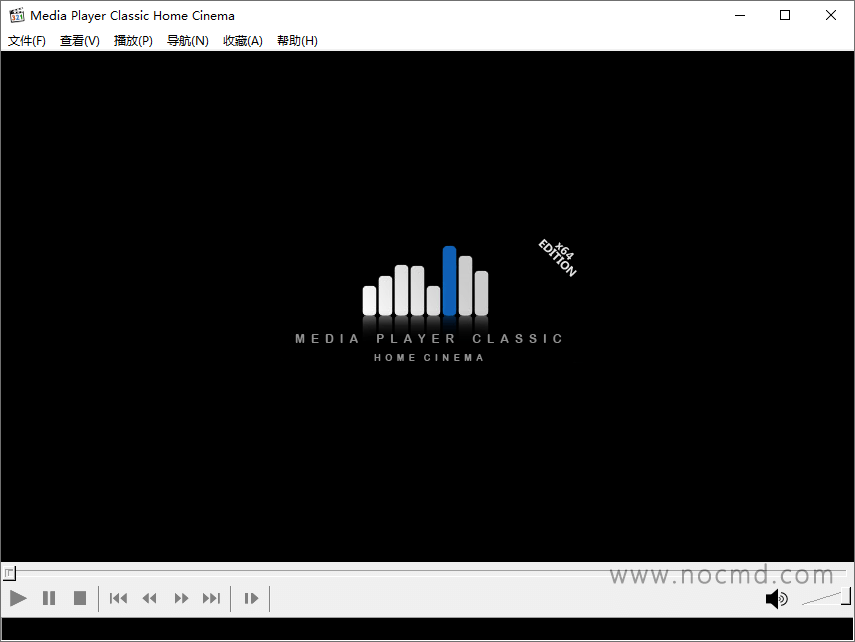 Media Player Classic Home Cinema
文件(F) 查看(V) 播放(P) 导航(N) 收藏(A) 帮助(H)
x64
EDITION
MEDIA PLAYER CLASSIC
HOME CINEMA
www.nocmd.com